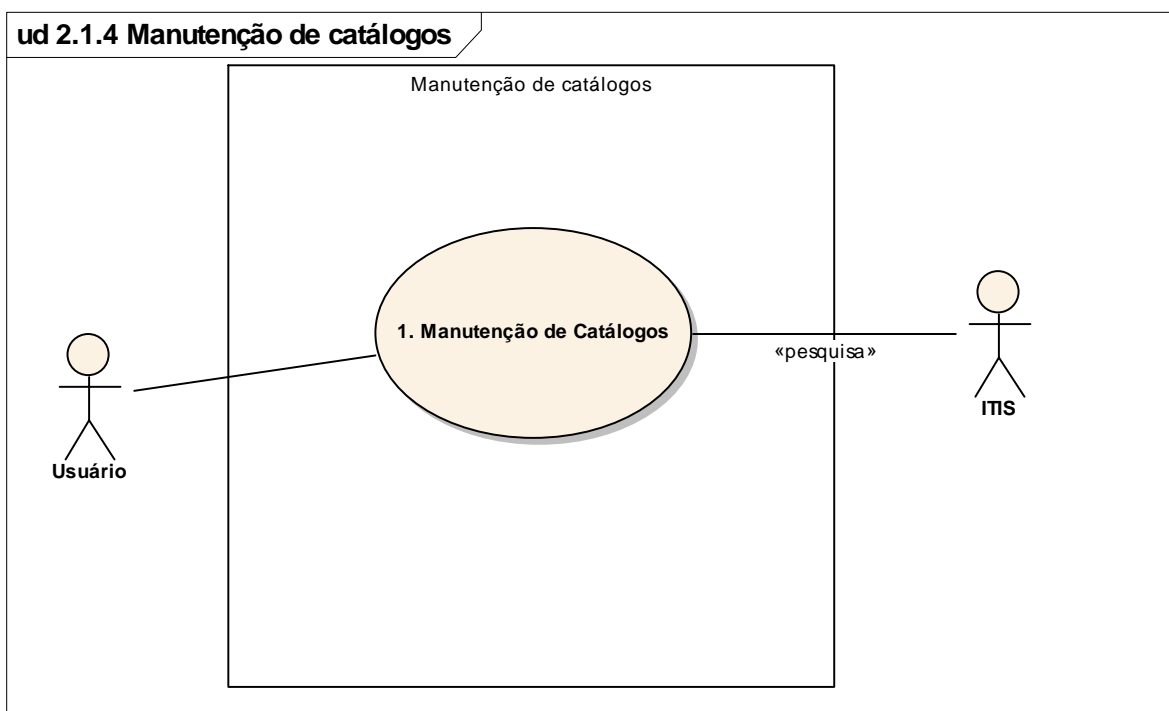 ud 2.1.4 Manutenção de catálogos
Manutenção de catálogos
1. Manutenção de Catálogos
«pesquisa»
ITIS
Usuário